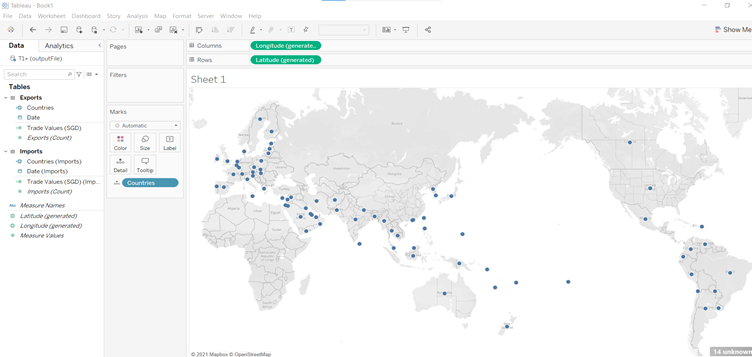 Tableau - Book1
File Data Worksheet Dashboard Story Analysis Map Format Server Window Help
Show Me
Data Analytics
T1+ (outputFile)
Search
Tables
Exports
Countries
Date
Trade Values (SGD)
Exports (Count)
Imports
Countries (Imports)
Date (Imports)
Trade Values (SGD) (Imp...
Imports (Count)
Measure Names
Latitude (generated)
Longitude (generated)
Measure Values
Pages
Filters
Marks
Automatic
Color Size Label
Detail Tooltip
Countries
Columns Longitude (generate..
Rows Latitude (generated)
Sheet 1
© 2021 Mapbox © OpenStreetMap
14 unknown